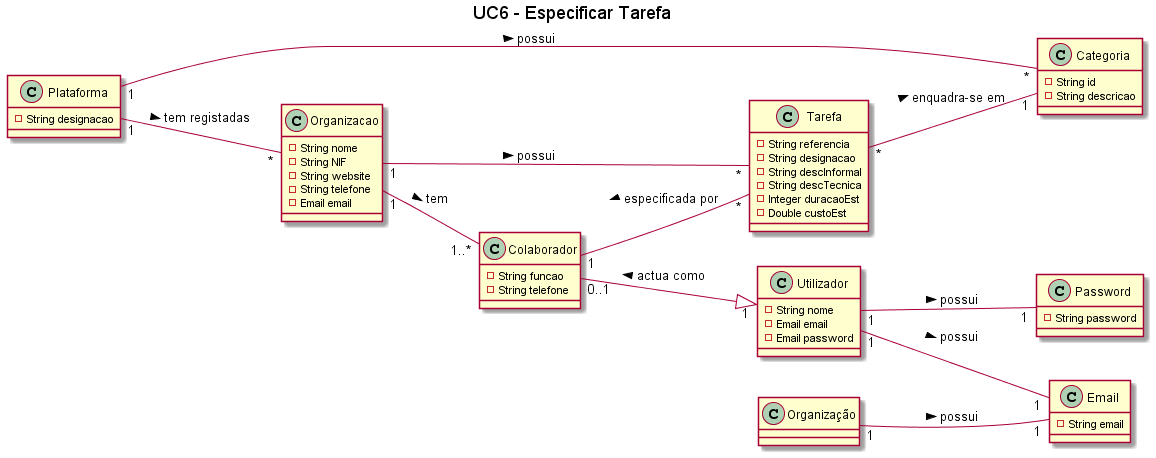 UC6 - Especificar Tarefa
possui
C Categoria
String id
String descricao
C Plataforma
String designacao
1
*
tem registadas
1
*
C Organizacao
String nome
String NIF
String website
String telefone
Email email
possui
1
*
C Tarefa
String referencia
String designacao
String descInformal
String descTecnica
Integer duracaoEst
Double custoEst
enquadra-se em
*
1
tem
1
1..*
especificada por
*
1
C Colaborador
String funcao
String telefone
actua como
0..1
1
C Utilizador
String nome
Email email
Email password
possui
1
1
C Password
String password
possui
1
1
C Email
String email
C Organização
possui
1
1